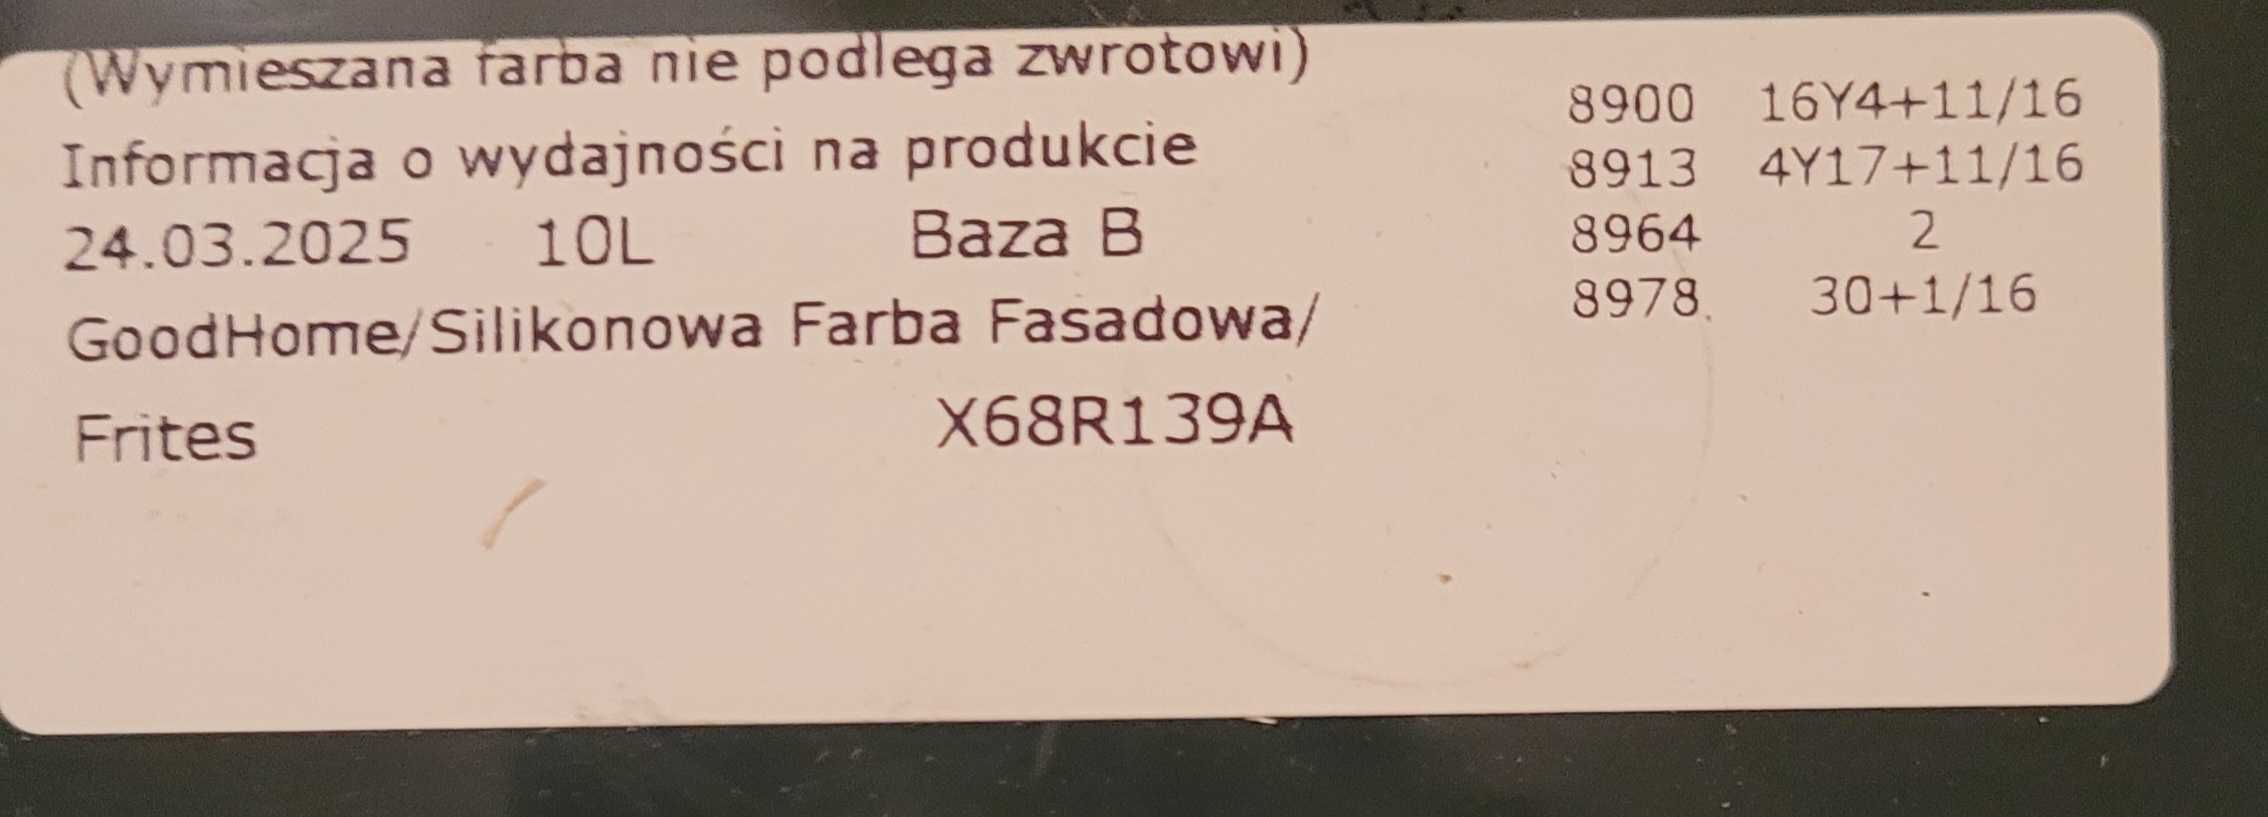 (Wymieszana farba nie podlega zwrotowi)
Informacja o wydajności na produkcie
24.03.2025 10L Baza B
GoodHome/Silikonowa Farba Fasadowa/
Frites X68R139A
8900 16Y4+11/16
8913 4Y17+11/16
8964 2
8978 30+1/16